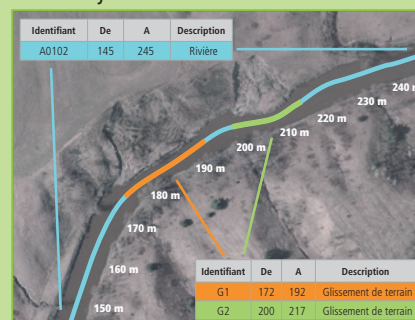 Identifiant De A Description
A0102 145 245 Rivière
240 m
230 m
220 m
210 m
200 m
190 m
180 m
170 m
160 m
150 m
Identifiant De A Description
G1 172 192 Glissement de terrain
G2 200 217 Glissement de terrain